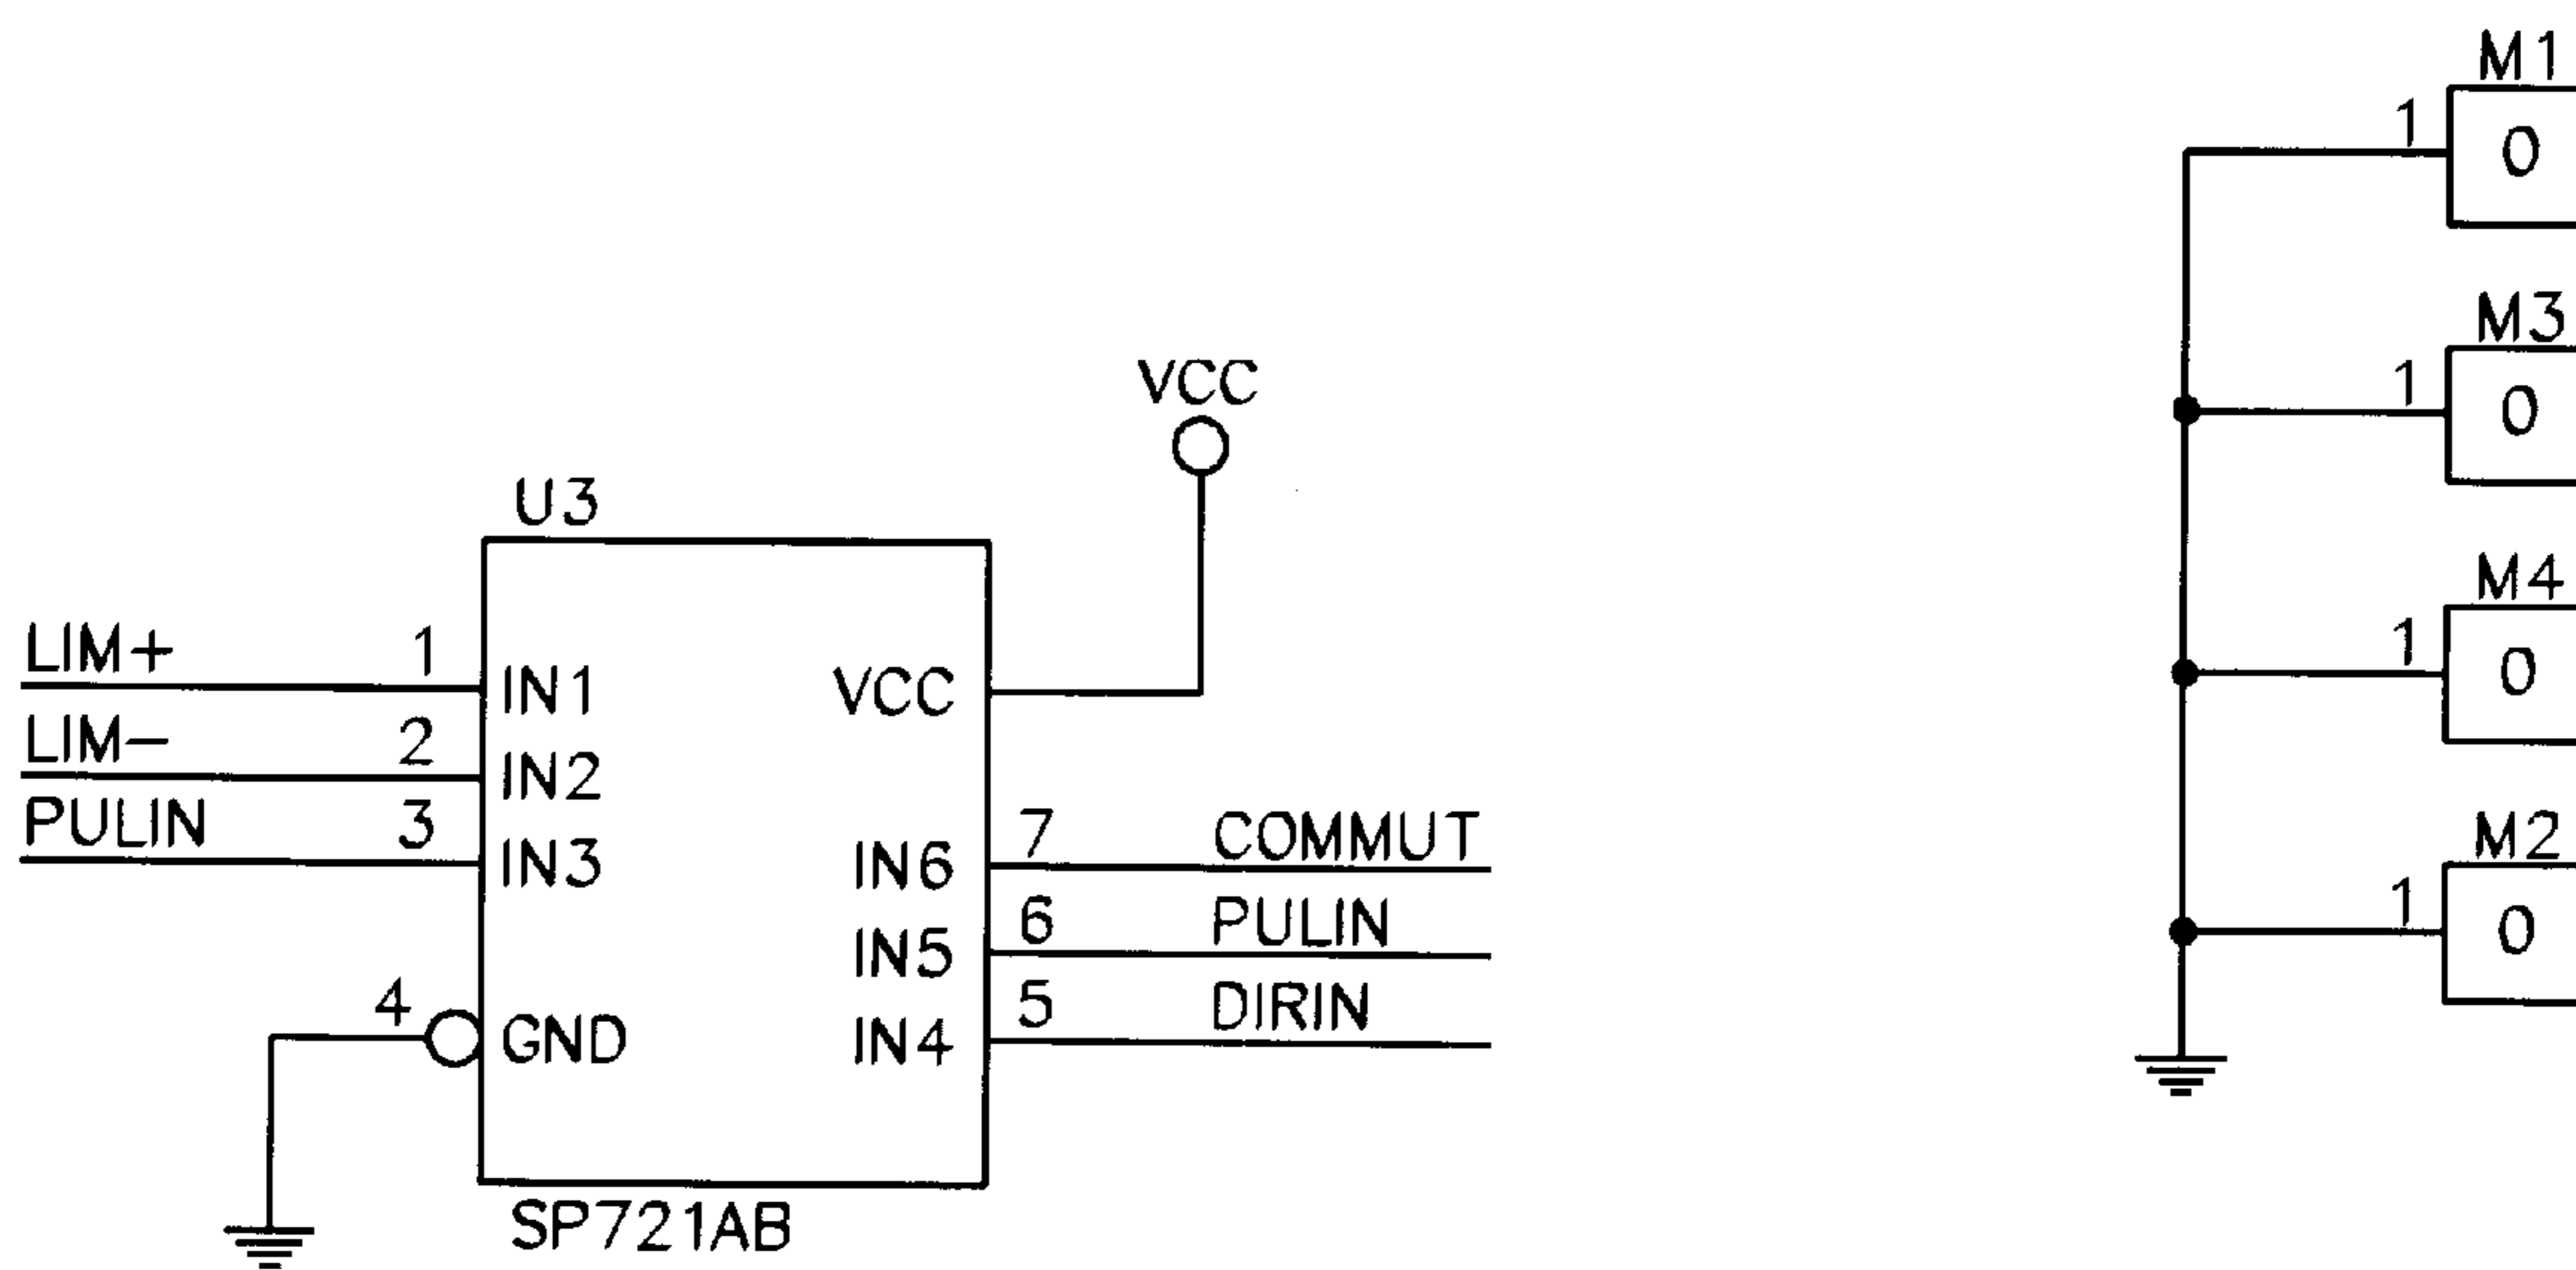 M1
1
0
M3
1
0
VCC
U3
M4
1
0
LIM+ 1 IN1 VCC
LIM- 2 IN2
PULIN 3 IN3
IN6 7 COMMUT
M2
1
0
IN5 6 PULIN
4 GND IN4 5 DIRIN
SP721AB